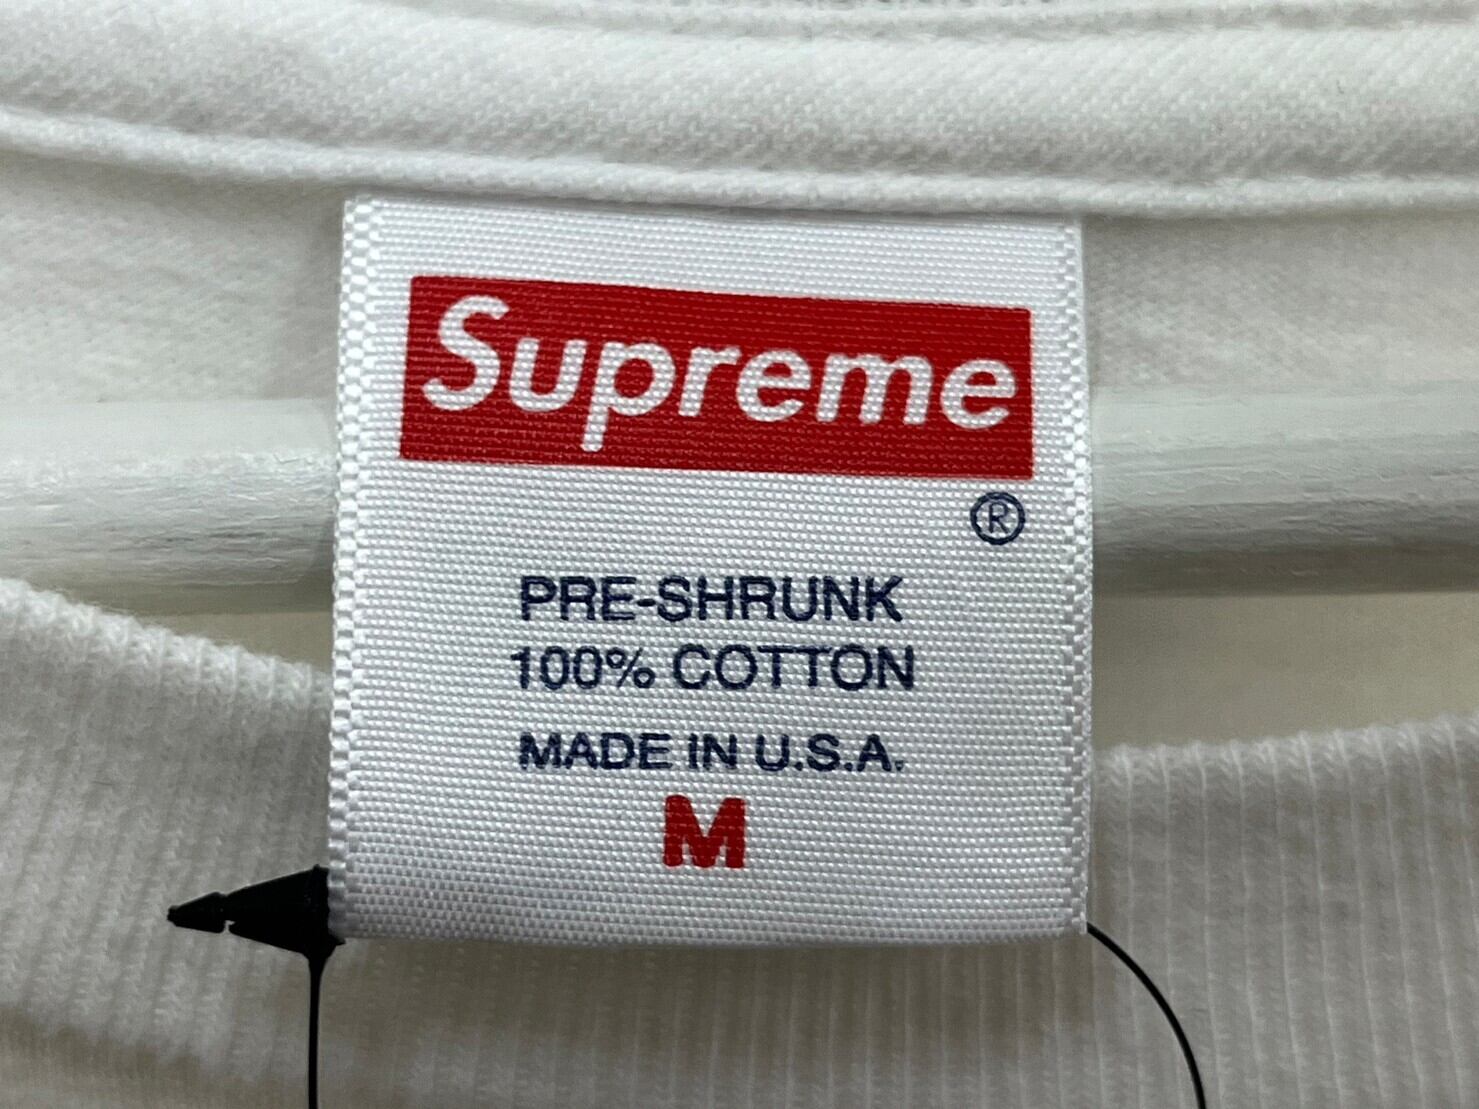 Supreme
®
PRE-SHRUNK
100% COTTON
MADE IN U.S.A.
M